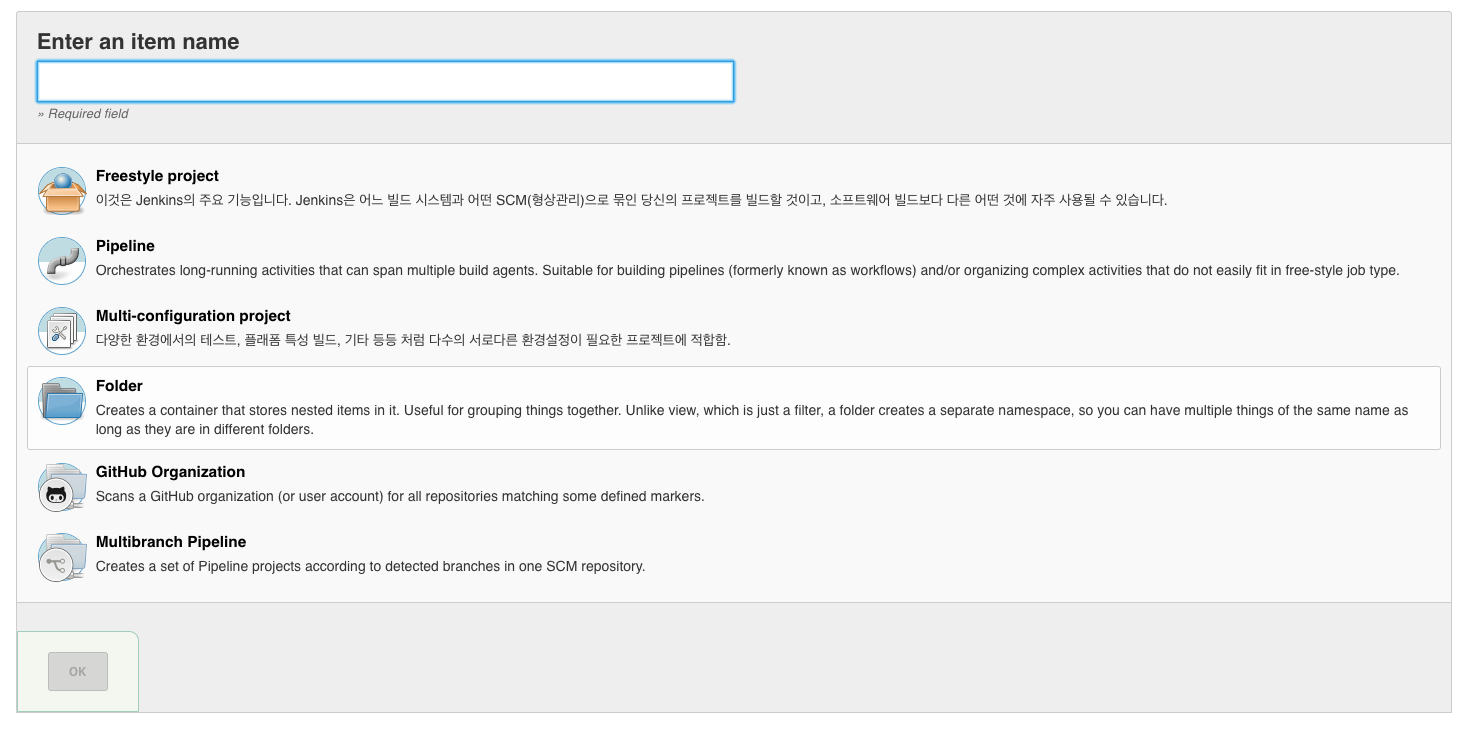 Enter an item name
» Required field
Freestyle project
이것은 Jenkins의 주요 기능입니다. Jenkins은 어느 빌드 시스템과 어떤 SCM(형상관리)으로 묶인 당신의 프로젝트를 빌드할 것이고, 소프트웨어 빌드보다 다른 어떤 것에 자주 사용될 수 있습니다.
Pipeline
Orchestrates long-running activities that can span multiple build agents. Suitable for building pipelines (formerly known as workflows) and/or organizing complex activities that do not easily fit in free-style job type.
Multi-configuration project
다양한 환경에서의 테스트, 플래폼 특성 빌드, 기타 등등 처럼 다수의 서로다른 환경설정이 필요한 프로젝트에 적합함.
Folder
Creates a container that stores nested items in it. Useful for grouping things together. Unlike view, which is just a filter, a folder creates a separate namespace, so you can have multiple things of the same name as
long as they are in different folders.
GitHub Organization
Scans a GitHub organization (or user account) for all repositories matching some defined markers.
Multibranch Pipeline
Creates a set of Pipeline projects according to detected branches in one SCM repository.
OK